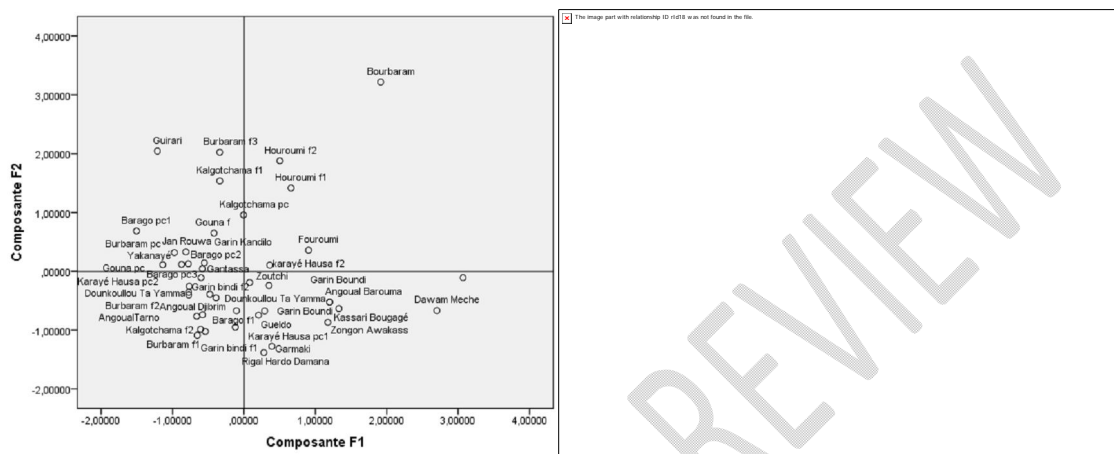 The image part with relationship ID rId18 was not found in the file.
4,00000
Bourbaram
3,00000
Guirari
Burbaram f3
2,00000
Houroumi f2
Kalgotchama f1
Houroumi f1
Kalgotchama pc
1,00000
Barago pc1
Gouna f
Burbaram pc
Jan Rouwa
Garin Kandilo
Fouroumi
Yakanaye
Barago pc2
Gouna pc
Gantassa
karayé Hausa f2
,00000
Barago pc3
Karayé Hausa pc2
Zoutchi
Garin Boundi
Garin bindi f2
Dounkoullou Ta Yamma
Dounkoullou Ta Yamma
Angoual Barouma
Dawam Meche
Burbaram f2
Angoual Djibrim
Garin Boundi
AngoualTarno
Barago f1
Kassari Bougagé
Gueldo
-1,00000
Kalgotchama f2
Zongon Awakass
Karayé Hausa pc1
Burbaram f1
Garin bindi f1
Garmaki
Rigal Hardo Damana
-2,00000
-2,00000
-1,00000
,00000
1,00000
2,00000
3,00000
4,00000
Composante F1
Composante F2
REVIEW